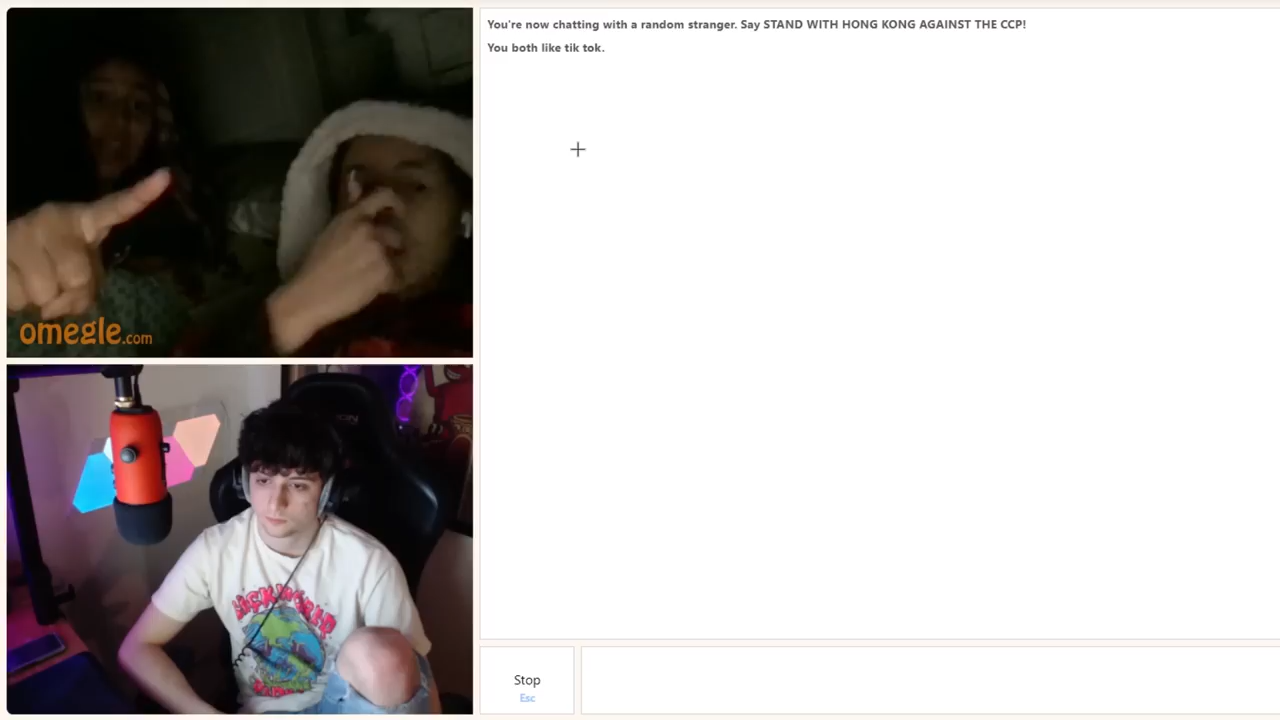 You're now chatting with a random stranger. Say STAND WITH HONG KONG AGAINST THE CCP!
You both like tik tok.
omegle.com
Stop
Esc